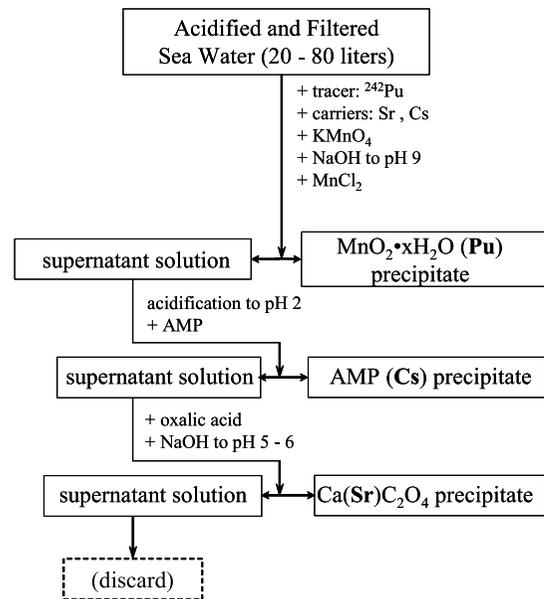 Acidified and Filtered
Sea Water (20 - 80 liters)
+ tracer: ²⁴²Pu
+ carriers: Sr , Cs
+ KMnO₄
+ NaOH to pH 9
+ MnCl₂
supernatant solution
MnO₂•xH₂O (Pu)
precipitate
acidification to pH 2
+ AMP
supernatant solution
AMP (Cs) precipitate
+ oxalic acid
+ NaOH to pH 5 - 6
supernatant solution
Ca(Sr)C₂O₄ precipitate
(discard)